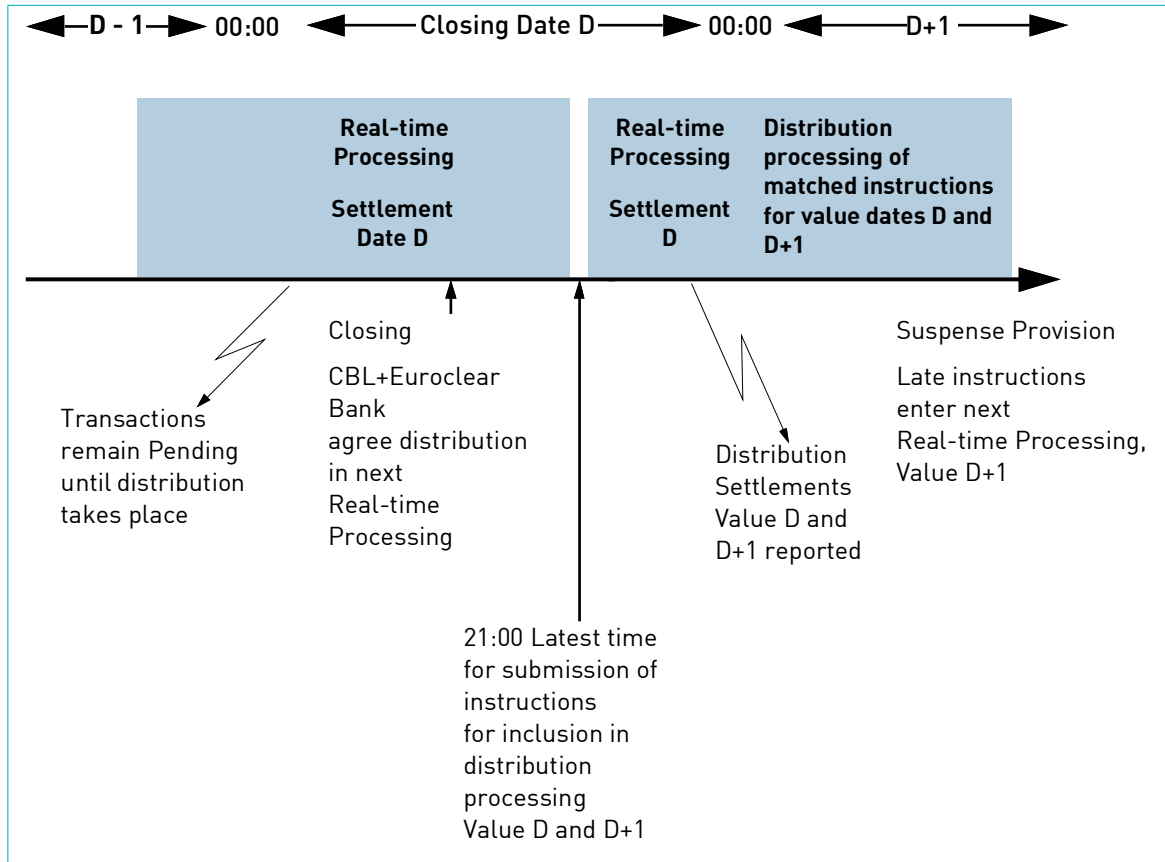 D - 1 00:00 Closing Date D 00:00 D+1
Real-time
Processing
Settlement
Date D
Real-time
Processing
Settlement
D
Distribution
processing of
matched instructions
for value dates D and
D+1
Transactions
remain Pending
until distribution
takes place
Closing
CBL+Euroclear
Bank
agree distribution
in next
Real-time
Processing
21:00 Latest time
for submission of
instructions
for inclusion in
distribution
processing
Value D and D+1
Distribution
Settlements
Value D and
D+1 reported
Suspense Provision
Late instructions
enter next
Real-time Processing,
Value D+1